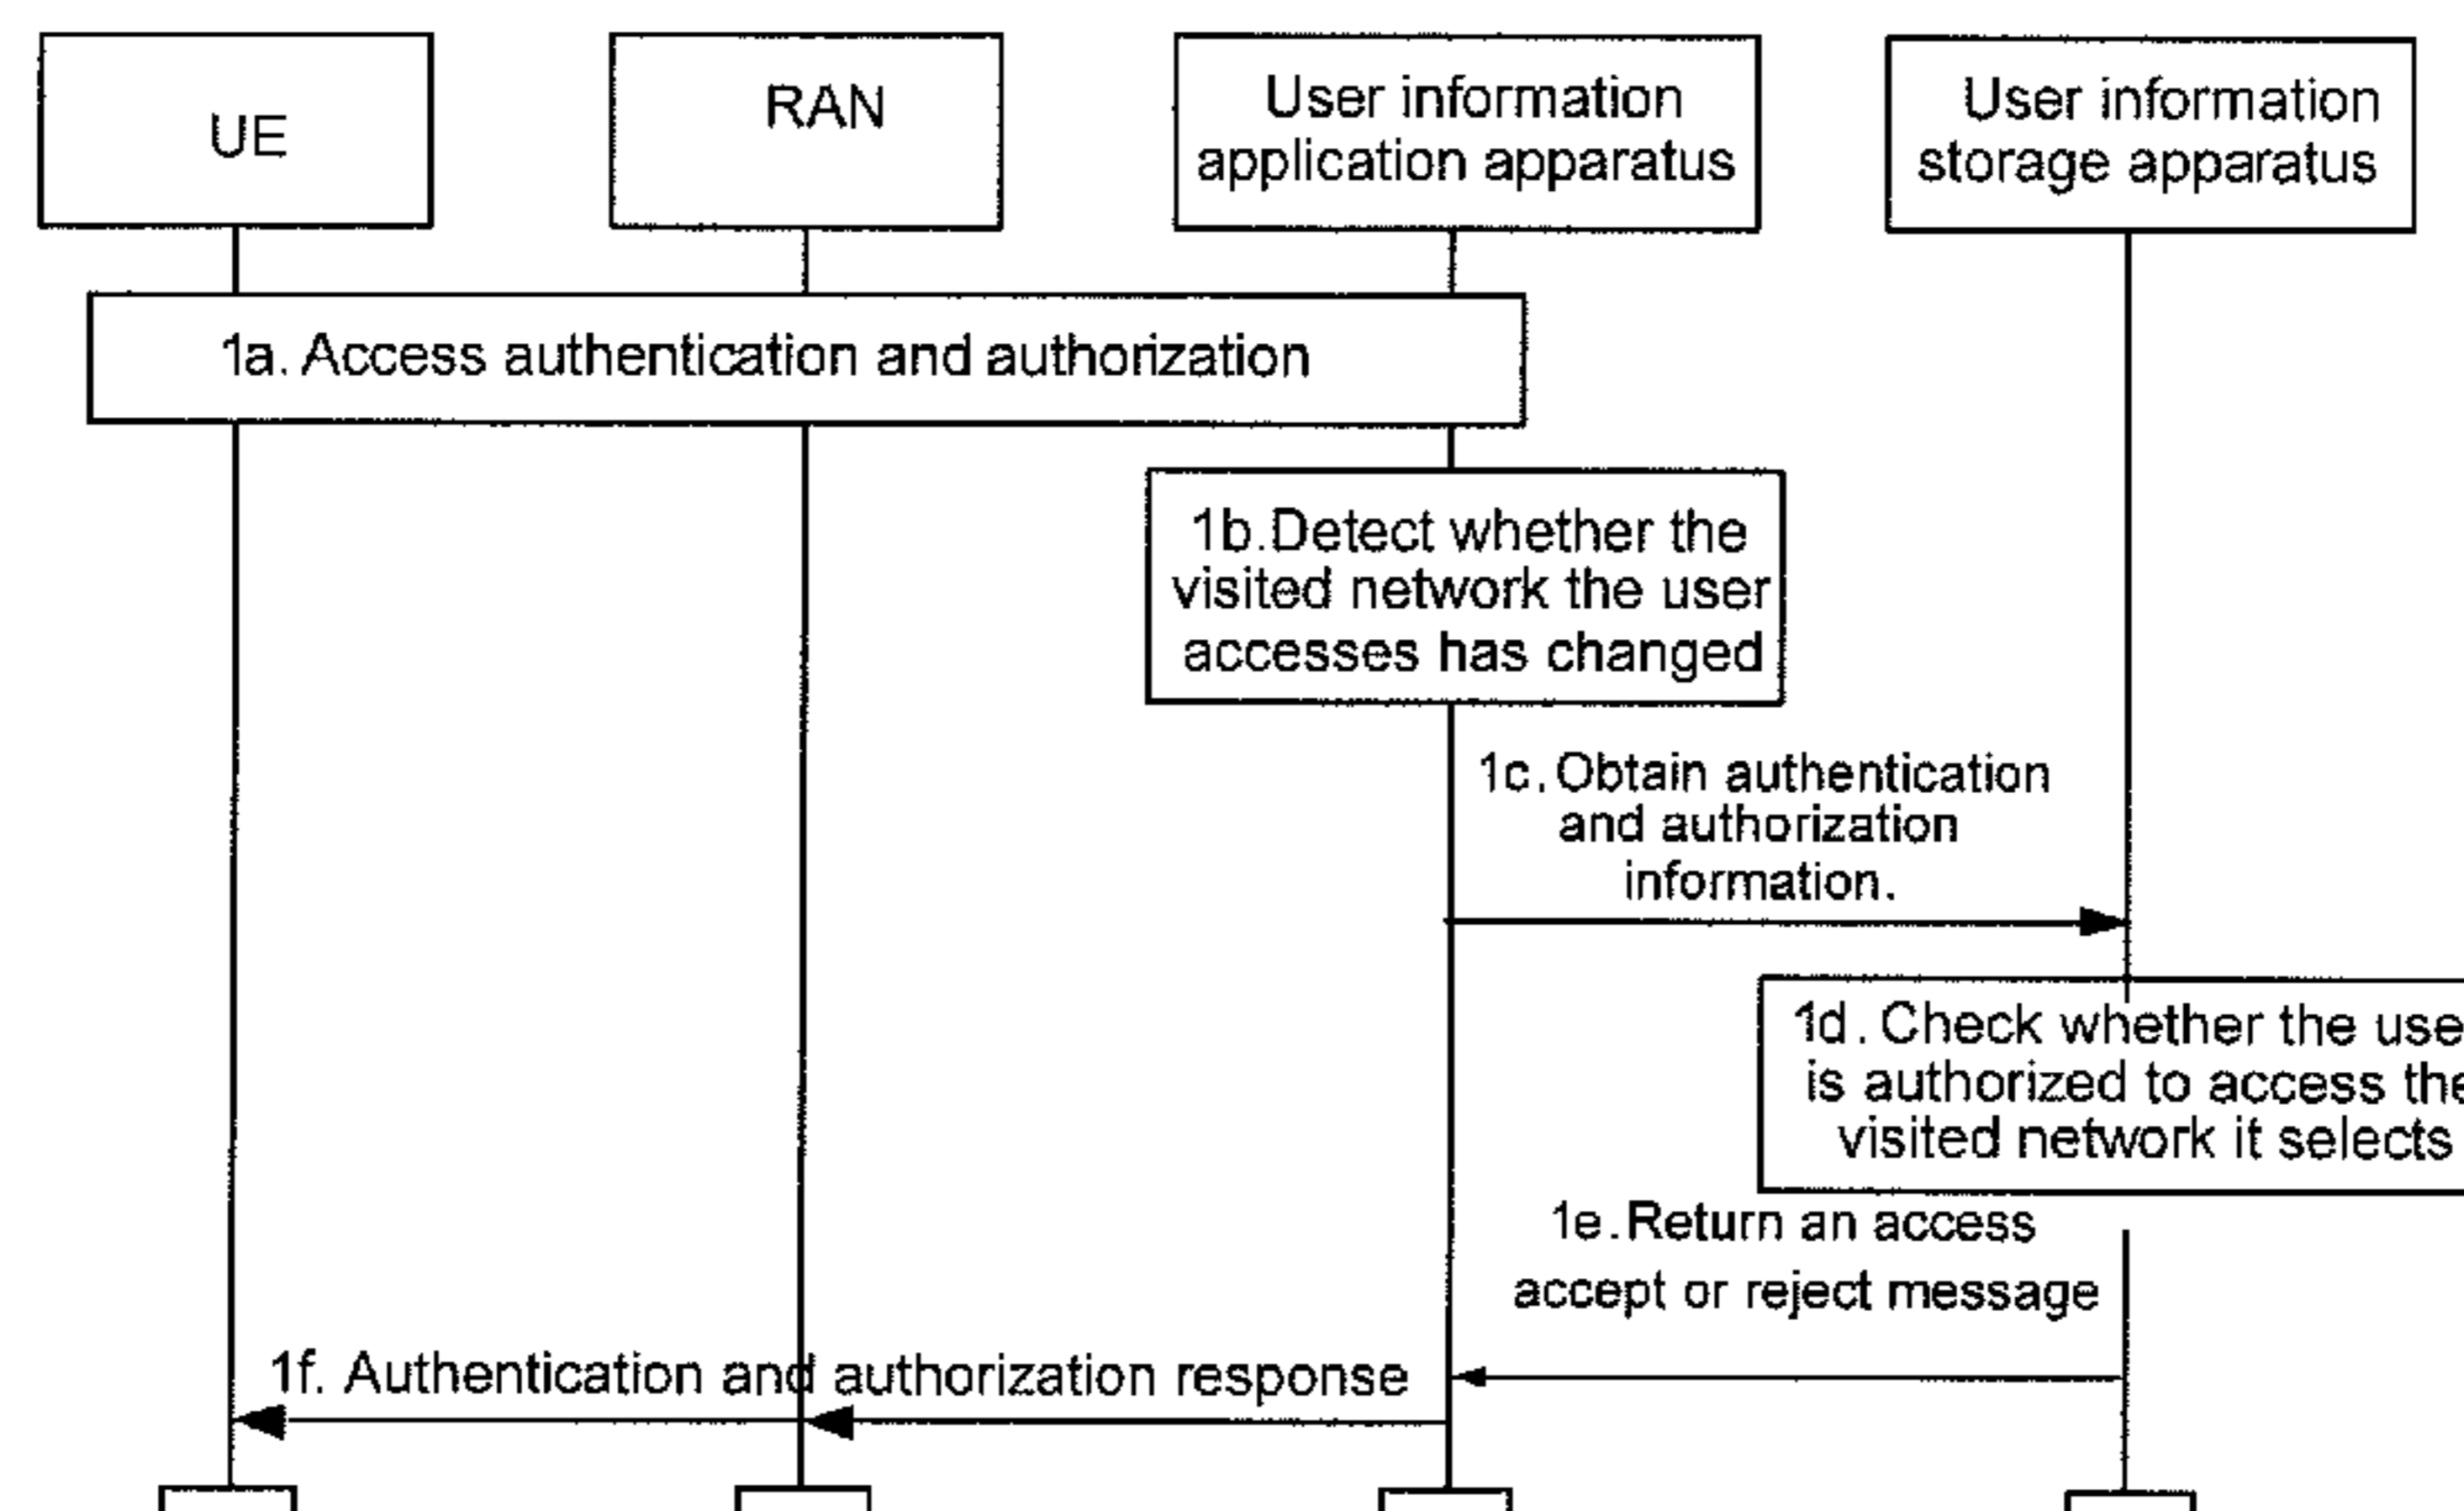 UE
RAN
User information
application apparatus
User information
storage apparatus
1a. Access authentication and authorization
1b.Detect whether the
visited network the user
accesses has changed
1c. Obtain authentication
and authorization
information.
1d. Check whether the use
is authorized to access the
visited network it selects
1e. Return an access
accept or reject message
1f. Authentication and authorization response